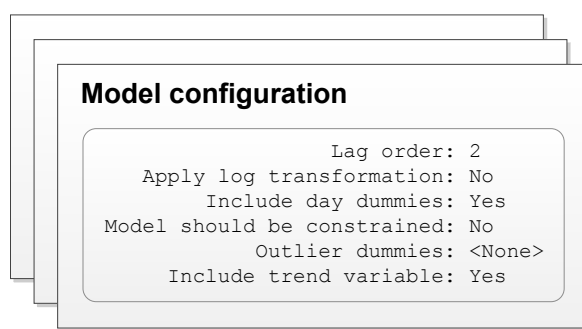 Model configuration
Lag order: 2
Apply log transformation: No
Include day dummies: Yes
Model should be constrained: No
Outlier dummies: <None>
Include trend variable: Yes